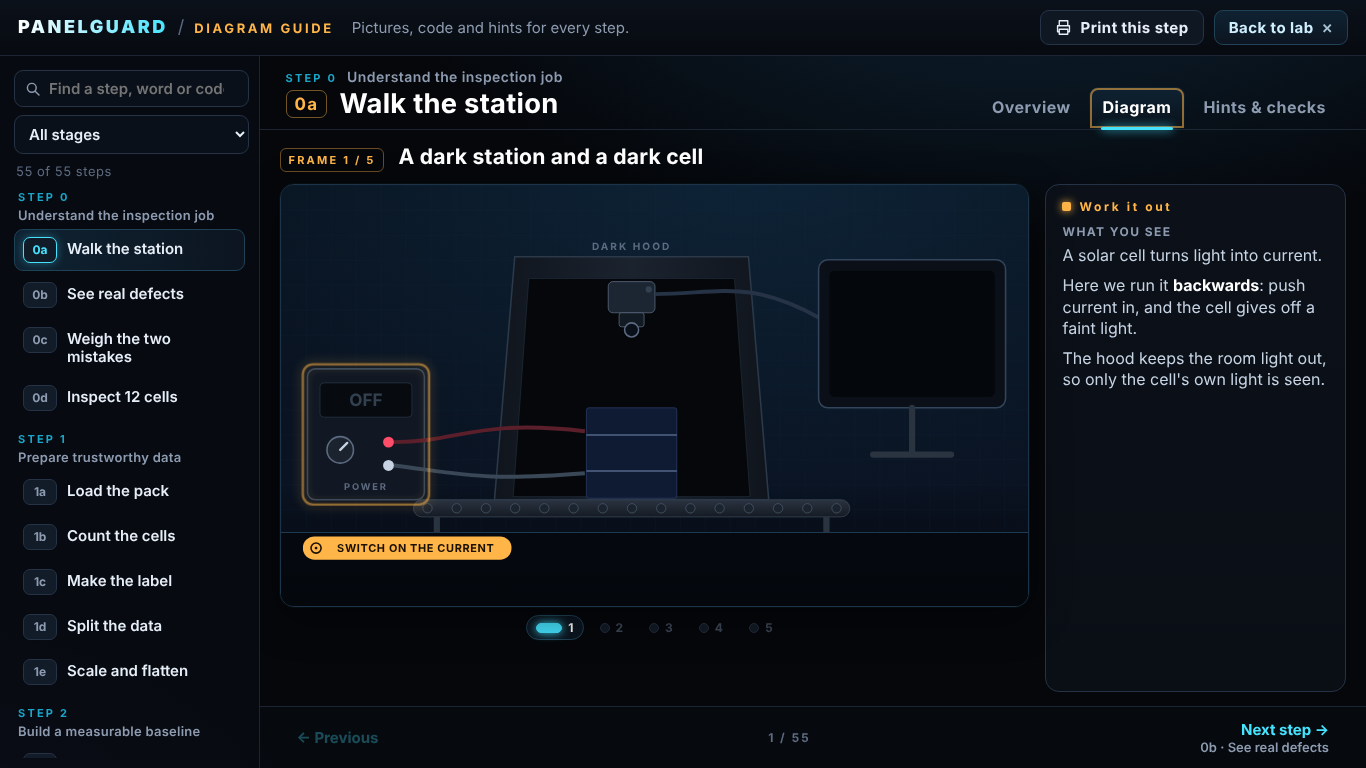 PANELGUARD / DIAGRAM GUIDE Pictures, code and hints for every step.
Print this step
Back to lab ×
Find a step, word or cod
All stages
55 of 55 steps
STEP 0
Understand the inspection job
0a Walk the station
0b See real defects
0c Weigh the two
mistakes
0d Inspect 12 cells
STEP 1
Prepare trustworthy data
1a Load the pack
1b Count the cells
1c Make the label
1d Split the data
1e Scale and flatten
STEP 2
Build a measurable baseline
STEP 0 Understand the inspection job
0a Walk the station
Overview
Diagram
Hints & checks
FRAME 1 / 5 A dark station and a dark cell
DARK HOOD
OFF
POWER
SWITCH ON THE CURRENT
1 2 3 4 5
Work it out
WHAT YOU SEE
A solar cell turns light into current.
Here we run it backwards: push
current in, and the cell gives off a
faint light.
The hood keeps the room light out,
so only the cell's own light is seen.
← Previous
1 / 55
Next step →
0b · See real defects